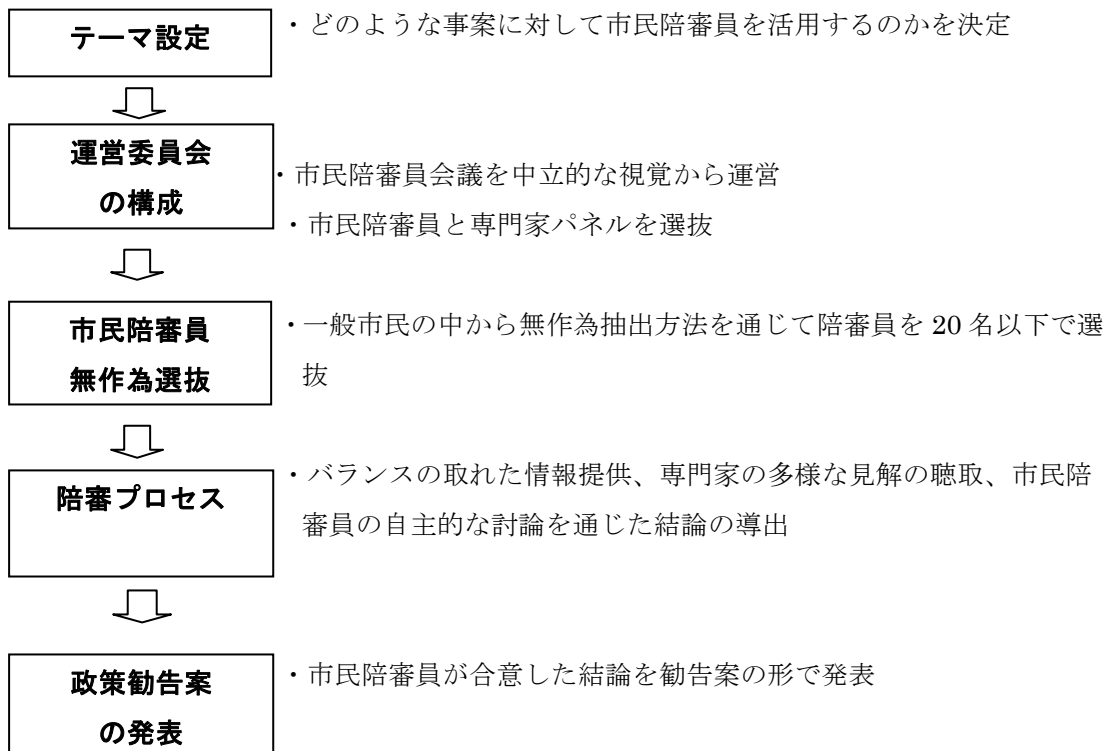 テーマ設定
・どのような事案に対して市民陪審員を活用するのかを決定
運営委員会
の構成
・市民陪審員会議を中立的な視覚から運営
・市民陪審員と専門家パネルを選抜
市民陪審員
無作為選抜
・一般市民の中から無作為抽出方法を通じて陪審員を 20 名以下で選
抜
陪審プロセス
・バランスの取れた情報提供、専門家の多様な見解の聴取、市民陪
審員の自主的な討論を通じた結論の導出
政策勧告案
の発表
・市民陪審員が合意した結論を勧告案の形で発表